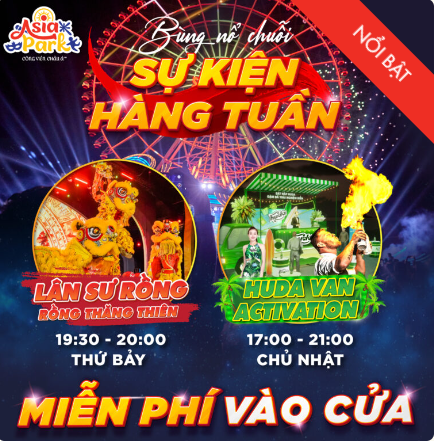 Asia
Park
CÔNG VIÊN CHÂU Á
NỔI BẬT
Bùng nổ chuỗi
SỰ KIỆN
HÀNG TUẦN
LÂN SƯ RỒNG
RỒNG THĂNG THIÊN
HUDA VAN
ACTIVATION
19:30 - 20:00
THỨ BẢY
17:00 - 21:00
CHỦ NHẬT
MIỄN PHÍ VÀO CỬA